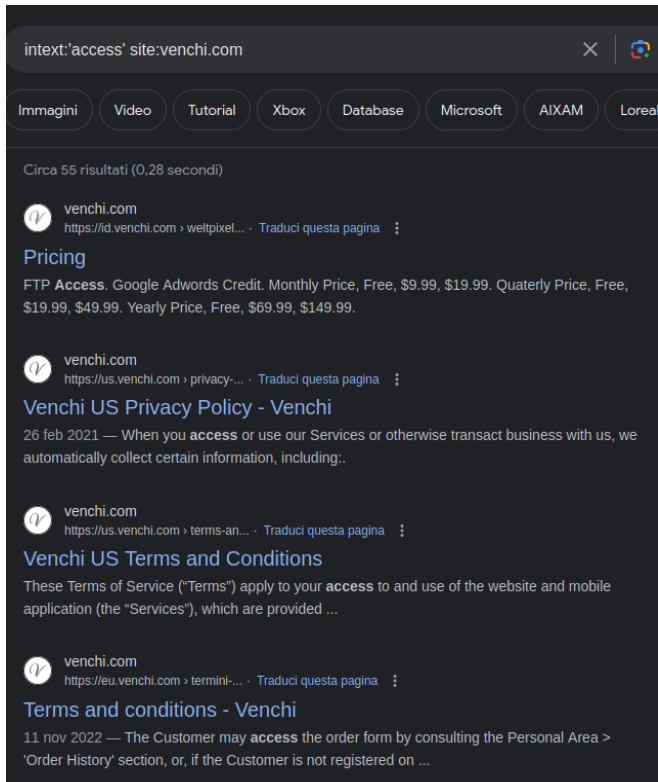 intext:'access' site:venchi.com
Immagini Video Tutorial Xbox Database Microsoft AIXAM Loreal
Circa 55 risultati (0,28 secondi)
venchi.com
https://id.venchi.com › weltpixel... · Traduci questa pagina
Pricing
FTP Access. Google Adwords Credit. Monthly Price, Free, $9.99, $19.99. Quaterly Price, Free,
$19.99, $49.99. Yearly Price, Free, $69.99, $149.99.
venchi.com
https://us.venchi.com › privacy-... · Traduci questa pagina
Venchi US Privacy Policy - Venchi
26 feb 2021 — When you access or use our Services or otherwise transact business with us, we
automatically collect certain information, including:.
venchi.com
https://us.venchi.com › terms-an... · Traduci questa pagina
Venchi US Terms and Conditions
These Terms of Service (“Terms”) apply to your access to and use of the website and mobile
application (the “Services”), which are provided ...
venchi.com
https://eu.venchi.com › termini-... · Traduci questa pagina
Terms and conditions - Venchi
11 nov 2022 — The Customer may access the order form by consulting the Personal Area >
'Order History' section, or, if the Customer is not registered on ...